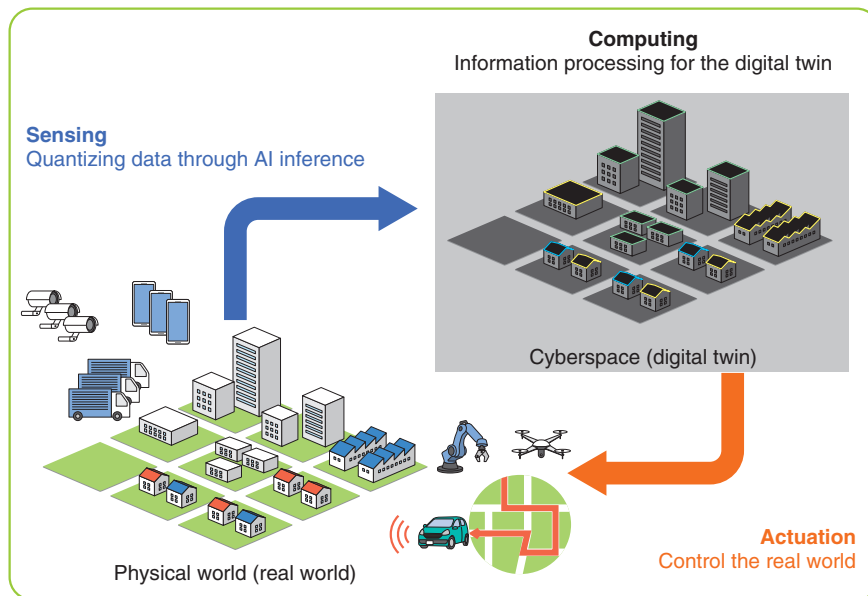 Computing
Information processing for the digital twin
Sensing
Quantizing data through AI inference
Cyberspace (digital twin)
Actuation
Control the real world
Physical world (real world)